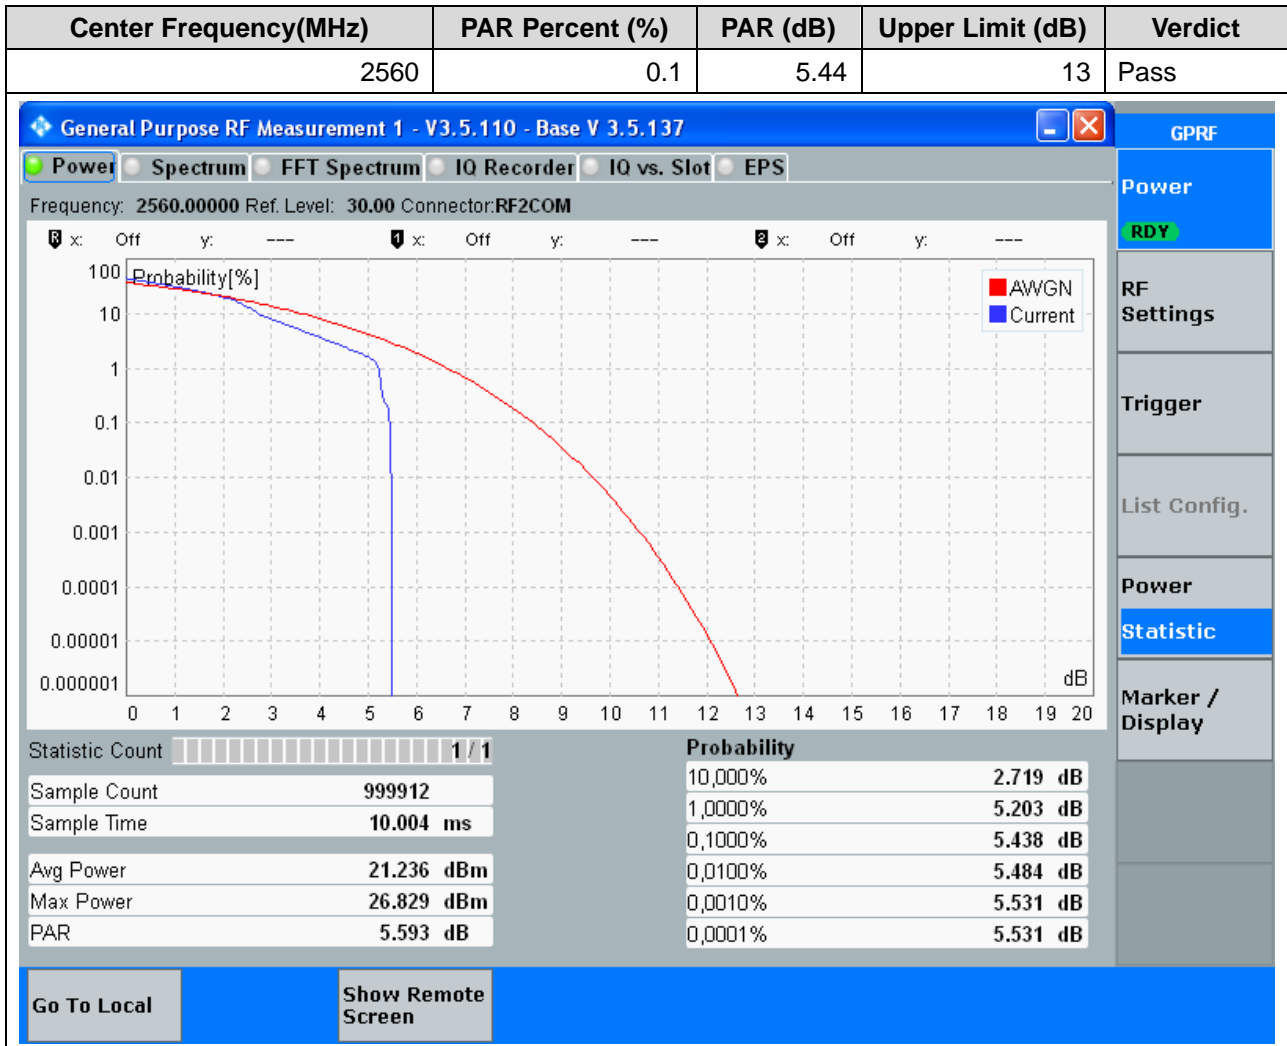 Center Frequency(MHz) PAR Percent (%) PAR (dB) Upper Limit (dB) Verdict
2560 0.1 5.44 13 Pass
General Purpose RF Measurement 1 - V3.5.110 - Base V 3.5.137
GPRF
Power Spectrum FFT Spectrum IQ Recorder IQ vs. Slot EPS
Power
RDY
Frequency: 2560.00000 Ref. Level: 30.00 Connector:RF2COM
R x: Off y: --- 1 x: Off y: --- 2 x: Off y: ---
Probability[%]
AWGN
Current
100
10
1
0.1
0.01
0.001
0.0001
0.00001
0.000001
dB
0 1 2 3 4 5 6 7 8 9 10 11 12 13 14 15 16 17 18 19 20
RF
Settings
Trigger
List Config.
Power
Statistic
Marker /
Display
Statistic Count 1 / 1
Sample Count 999912
Sample Time 10.004 ms
Avg Power 21.236 dBm
Max Power 26.829 dBm
PAR 5.593 dB
Probability
10,000% 2.719 dB
1,0000% 5.203 dB
0,1000% 5.438 dB
0,0100% 5.484 dB
0,0010% 5.531 dB
0,0001% 5.531 dB
Go To Local
Show Remote
Screen